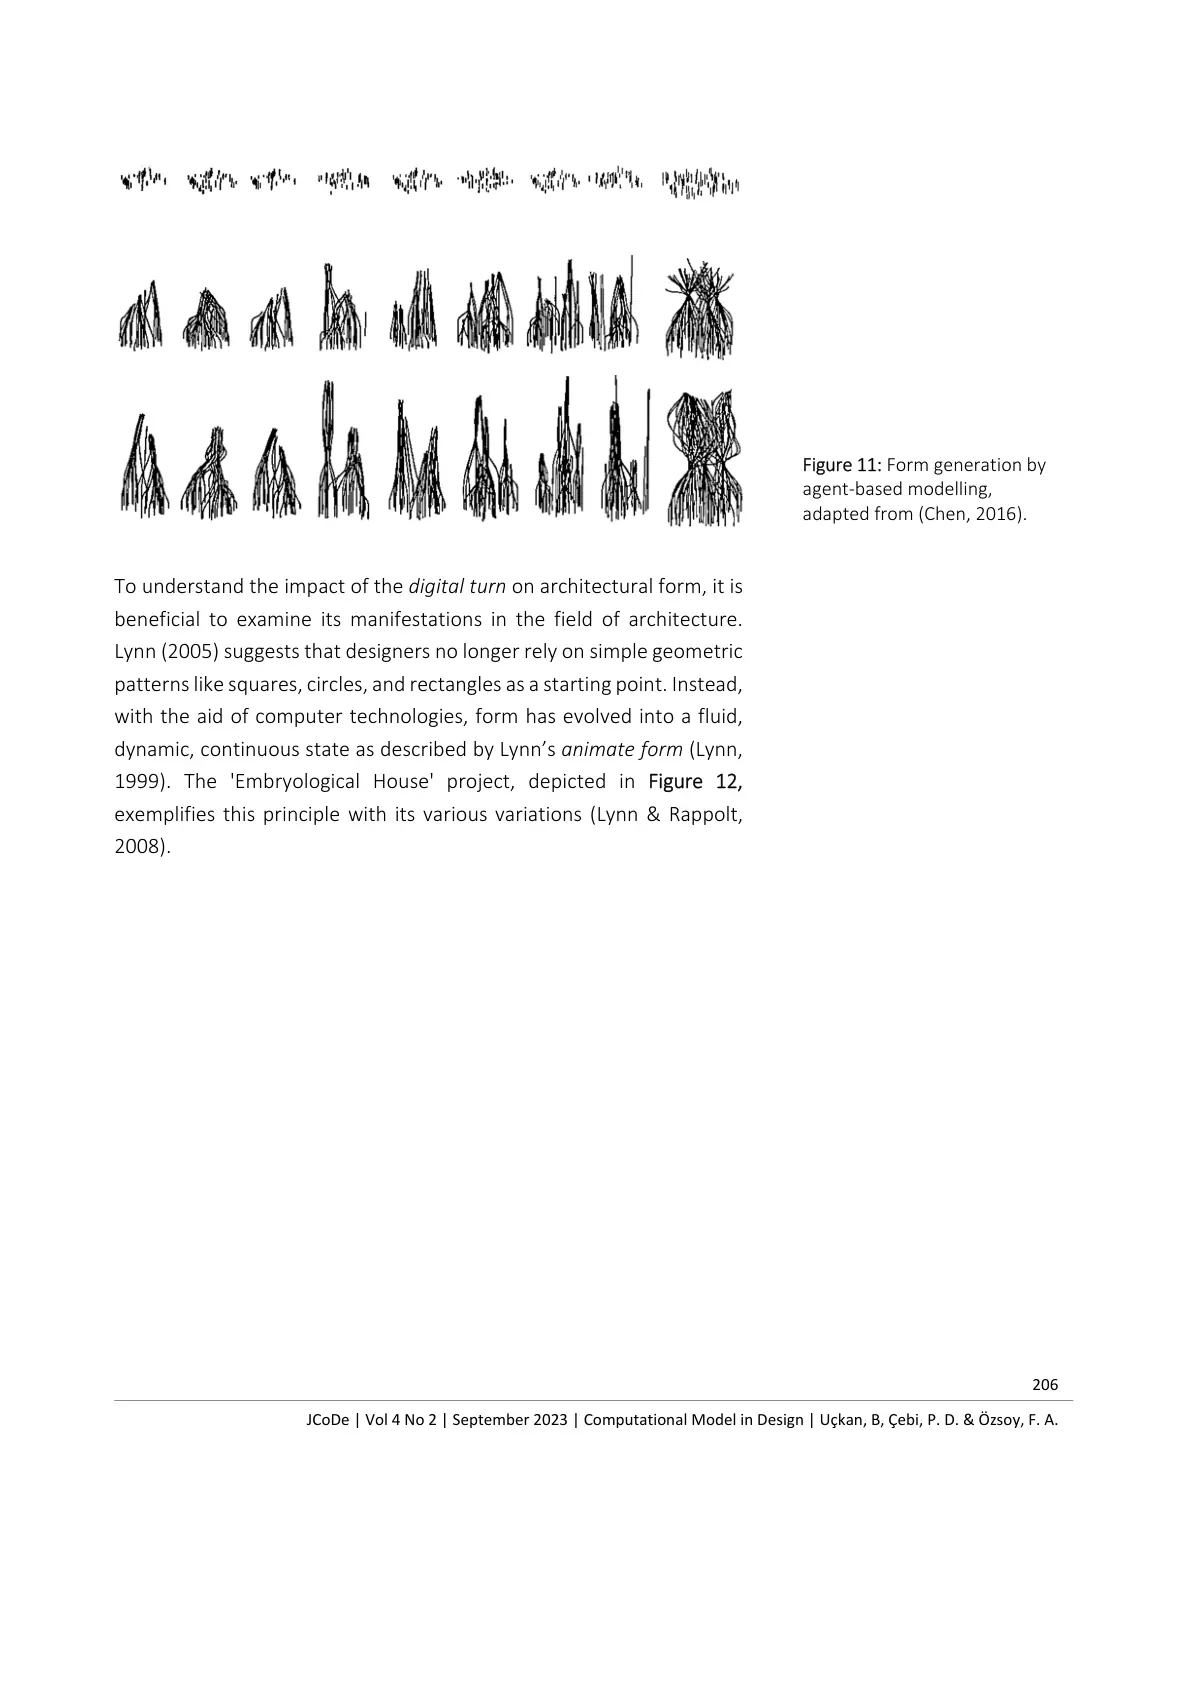 Figure 11: Form generation by
agent-based modelling,
adapted from (Chen, 2016).
To understand the impact of the digital turn on architectural form, it is
beneficial to examine its manifestations in the field of architecture.
Lynn (2005) suggests that designers no longer rely on simple geometric
patterns like squares, circles, and rectangles as a starting point. Instead,
with the aid of computer technologies, form has evolved into a fluid,
dynamic, continuous state as described by Lynn’s animate form (Lynn,
1999). The 'Embryological House' project, depicted in Figure 12,
exemplifies this principle with its various variations (Lynn & Rappolt,
2008).
206
JCoDe | Vol 4 No 2 | September 2023 | Computational Model in Design | Uçkan, B, Çebi, P. D. & Özsoy, F. A.